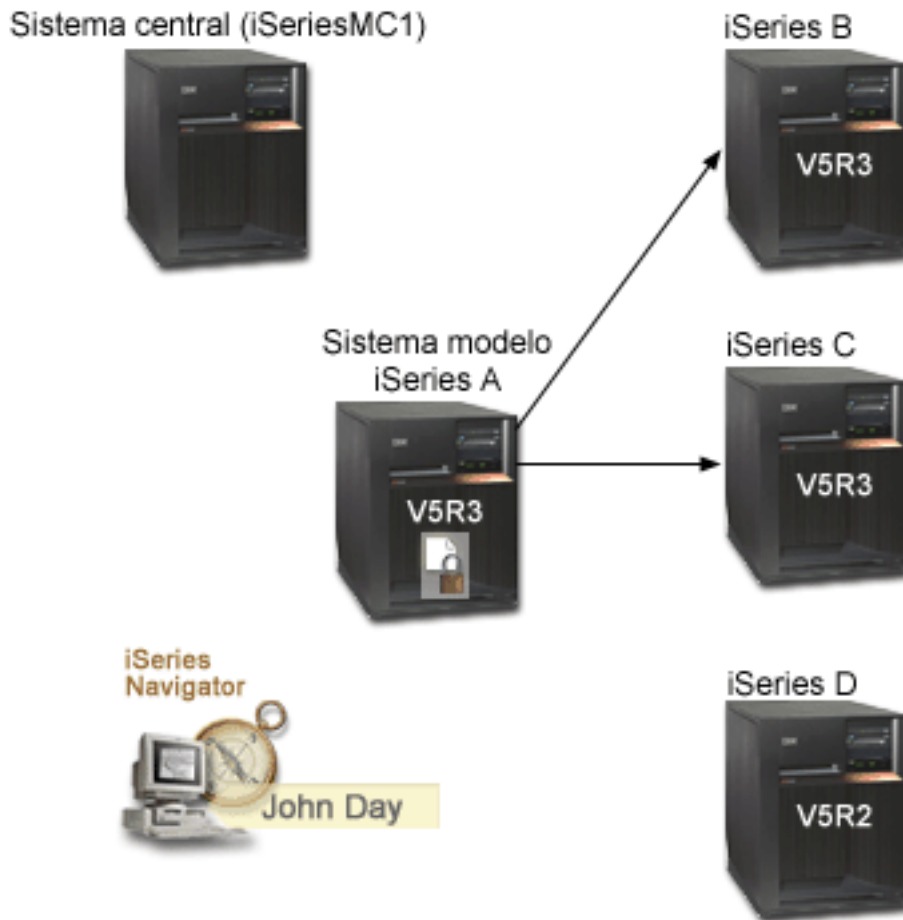 Sistema central (iSeriesMC1)
iSeries B
V5R3
Sistema modelo
iSeries A
V5R3
iSeries C
V5R3
iSeries
Navigator
John Day
iSeries D
V5R2